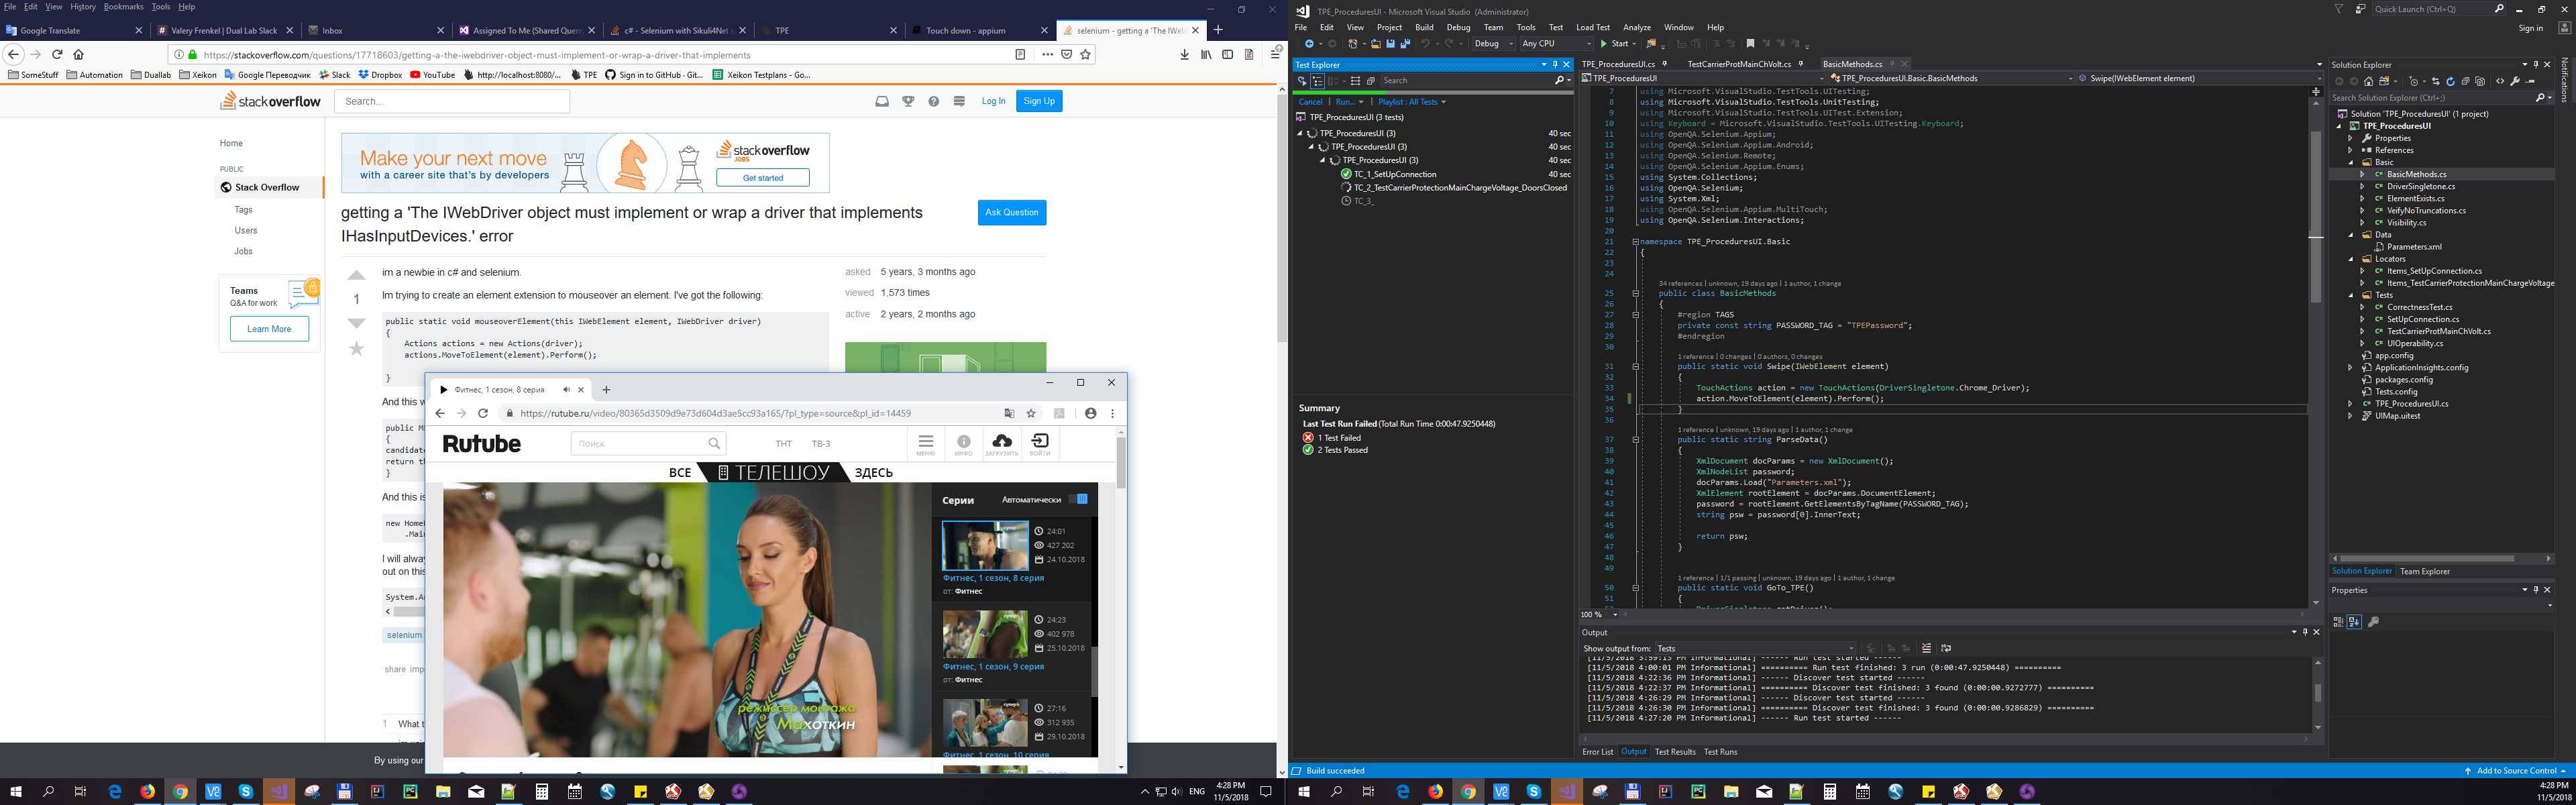 File Edit View History Bookmarks Tools Help
Google Translate
Valery Frenkel | Dual Lab Slack
Inbox
Assigned To Me (Shared Quer
c# - Selenium with Sikuli4Net
TPE
Touch down - appium
selenium - getting a 'The IWeb
https://stackoverflow.com/questions/17718603/getting-a-the-iwebdriver-object-must-implement-or-wrap-a-driver-that-implements
SomeStuff Automation Duallab Xeikon Google Переводчик Slack Dropbox YouTube http://localhost:8080/... TPE Sign in to GitHub · Git... Xeikon Testplans - Go...
stackoverflow
Search...
Log In
Sign Up
Home
PUBLIC
Stack Overflow
Tags
Users
Jobs
Teams
Q&A for work
Learn More
Make your next move
with a career site that's by developers
stackoverflow
JOBS
Get started
getting a 'The IWebDriver object must implement or wrap a driver that implements
IHasInputDevices.' error
Ask Question
1
im a newbie in c# and selenium.
Im trying to create an element extension to mouseover an element. I've got the following:
public static void mouseoverElement(this IWebElement element, IWebDriver driver)
{
Actions actions = new Actions(driver);
actions.MoveToElement(element).Perform();
}
And this
public
{
candidat
return th
}
And this is
new Home
.Mai
I will alway
out on this
System.A
selenium
share
1 What
By using our
asked 5 years, 3 months ago
viewed 1,573 times
active 2 years, 2 months ago
Фитнес, 1 сезон, 8 серия
https://rutube.ru/video/80365d3509d9e73d604d3ae5cc93a165/?pl_type=source&pl_id=14459
Rutube
Поиск
ТНТ ТВ-3
МЕНЮ ИНФО ЗАГРУЗИТЬ ВОЙТИ
ВСЕ ТЕЛЕШОУ ЗДЕСЬ
Серии Автоматически
24:01
427 202
24.10.2018
Фитнес, 1 сезон, 8 серия
от: Фитнес
24:23
402 978
25.10.2018
Фитнес, 1 сезон, 9 серия
от: Фитнес
27:16
312 935
29.10.2018
Фитнес, 1 сезон, 10 серия
режиссер монтажа
Махоткин
ENG
4:28 PM
11/5/2018
TPE_ProceduresUI - Microsoft Visual Studio (Administrator)
Quick Launch (Ctrl+Q)
File Edit View Project Build Debug Team Tools Test Load Test Analyze Window Help
Sign in
Debug Any CPU Start
Test Explorer
Search
Cancel | Run... | Playlist : All Tests
TPE_ProceduresUI (3 tests)
TPE_ProceduresUI (3) 40 sec
TPE_ProceduresUI (3) 40 sec
TPE_ProceduresUI (3) 40 sec
TC_1_SetUpConnection 40 sec
TC_2_TestCarrierProtectionMainChargeVoltage_DoorsClosed
TC_3_
Summary
Last Test Run Failed (Total Run Time 0:00:47.9250448)
1 Test Failed
2 Tests Passed
TPE_ProceduresUI.cs TestCarrierProtMainChVolt.cs BasicMethods.cs
TPE_ProceduresUI TPE_ProceduresUI.Basic.BasicMethods Swipe(IWebElement element)
7 using Microsoft.VisualStudio.TestTools.UITesting;
8 using Microsoft.VisualStudio.TestTools.UnitTesting;
9 using Microsoft.VisualStudio.TestTools.UITest.Extension;
10 using Keyboard = Microsoft.VisualStudio.TestTools.UITesting.Keyboard;
11 using OpenQA.Selenium.Appium;
12 using OpenQA.Selenium.Appium.Android;
13 using OpenQA.Selenium.Remote;
14 using OpenQA.Selenium.Appium.Enums;
15 using System.Collections;
16 using OpenQA.Selenium;
17 using System.Xml;
18 using OpenQA.Selenium.Appium.MultiTouch;
19 using OpenQA.Selenium.Interactions;
20
21 namespace TPE_ProceduresUI.Basic
22 {
23
24
34 references | unknown, 19 days ago | 1 author, 1 change
25 public class BasicMethods
26 {
27 #region TAGS
28 private const string PASSWORD_TAG = "TPEPassword";
29 #endregion
30
1 reference | 0 changes | 0 authors, 0 changes
31 public static void Swipe(IWebElement element)
32 {
33 TouchActions action = new TouchActions(DriverSingletone.Chrome_Driver);
34 action.MoveToElement(element).Perform();
35 }
36
1 reference | unknown, 19 days ago | 1 author, 1 change
37 public static string ParseData()
38 {
39 XmlDocument docParams = new XmlDocument();
40 XmlNodeList password;
41 docParams.Load("Parameters.xml");
42 XmlElement rootElement = docParams.DocumentElement;
43 password = rootElement.GetElementsByTagName(PASSWORD_TAG);
44 string psw = password[0].InnerText;
45
46 return psw;
47 }
48
49
1 reference | 1/1 passing | unknown, 19 days ago | 1 author, 1 change
50 public static void GoTo_TPE()
51 {
100 %
Output
Show output from: Tests
[11/5/2018 3:59:13 PM Informational] ------ Run test started ------
[11/5/2018 4:00:01 PM Informational] ========== Run test finished: 3 run (0:00:47.9250448) ==========
[11/5/2018 4:22:36 PM Informational] ------ Discover test started ------
[11/5/2018 4:22:37 PM Informational] ========== Discover test finished: 3 found (0:00:00.9272777) ==========
[11/5/2018 4:26:29 PM Informational] ------ Discover test started ------
[11/5/2018 4:26:30 PM Informational] ========== Discover test finished: 3 found (0:00:00.9286829) ==========
[11/5/2018 4:27:20 PM Informational] ------ Run test started ------
Error List Output Test Results Test Runs
Build succeeded
Add to Source Control
Solution Explorer
Search Solution Explorer (Ctrl+;)
Solution 'TPE_ProceduresUI' (1 project)
TPE_ProceduresUI
Properties
References
Basic
BasicMethods.cs
DriverSingletone.cs
ElementExists.cs
VeifyNoTruncations.cs
Visibility.cs
Data
Parameters.xml
Locators
Items_SetUpConnection.cs
Items_TestCarrierProtectionMainChargeVoltage
Tests
CorrectnessTest.cs
SetUpConnection.cs
TestCarrierProtMainChVolt.cs
UIOperability.cs
app.config
ApplicationInsights.config
packages.config
Tests.config
TPE_ProceduresUI.cs
UIMap.uitest
Solution Explorer Team Explorer
Properties
Notifications
4:28 PM
11/5/2018